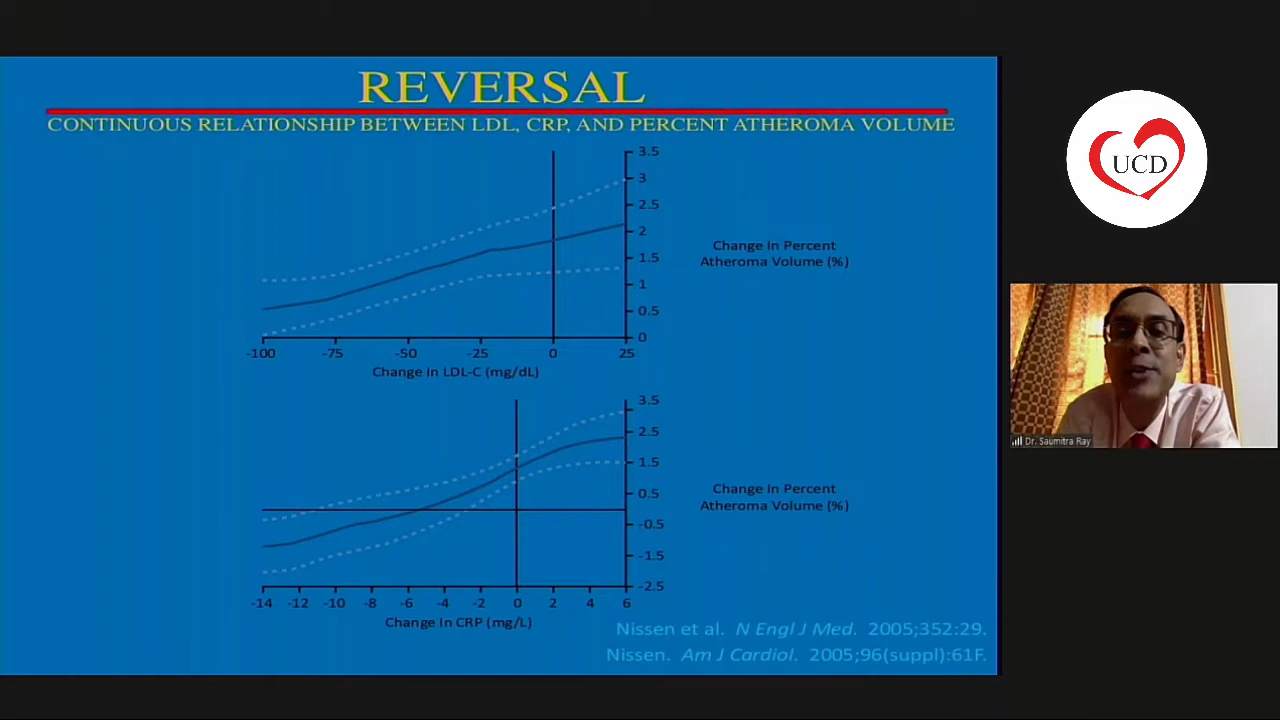 REVERSAL
CONTINUOUS RELATIONSHIP BETWEEN LDL, CRP, AND PERCENT ATHEROMA VOLUME
3.5
3
2.5
2
1.5
1
0.5
0
Change In Percent
Atheroma Volume (%)
-100 -75 -50 -25 0 25
Change in LDL-C (mg/dL)
3.5
2.5
1.5
0.5
-0.5
-1.5
-2.5
Change In Percent
Atheroma Volume (%)
-14 -12 -10 -8 -6 -4 -2 0 2 4 6
Change In CRP (mg/L)
Nissen et al. N Engl J Med. 2005;352:29.
Nissen. Am J Cardiol. 2005;96(suppl):61F.
UCD
Dr. Saumitra Ray